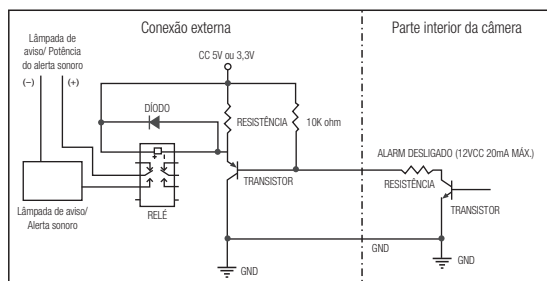 Conexão externa
Parte interior da câmera
Lâmpada de
aviso/ Potência
do alerta sonoro
(−)
(+)
CC 5V ou 3,3V
DÍODO
RESISTÊNCIA
10K ohm
ALARM DESLIGADO (12VCC 20mA MÁX.)
RESISTÊNCIA
TRANSISTOR
TRANSISTOR
Lâmpada de aviso/
Alerta sonoro
RELÉ
GND
GND
GND